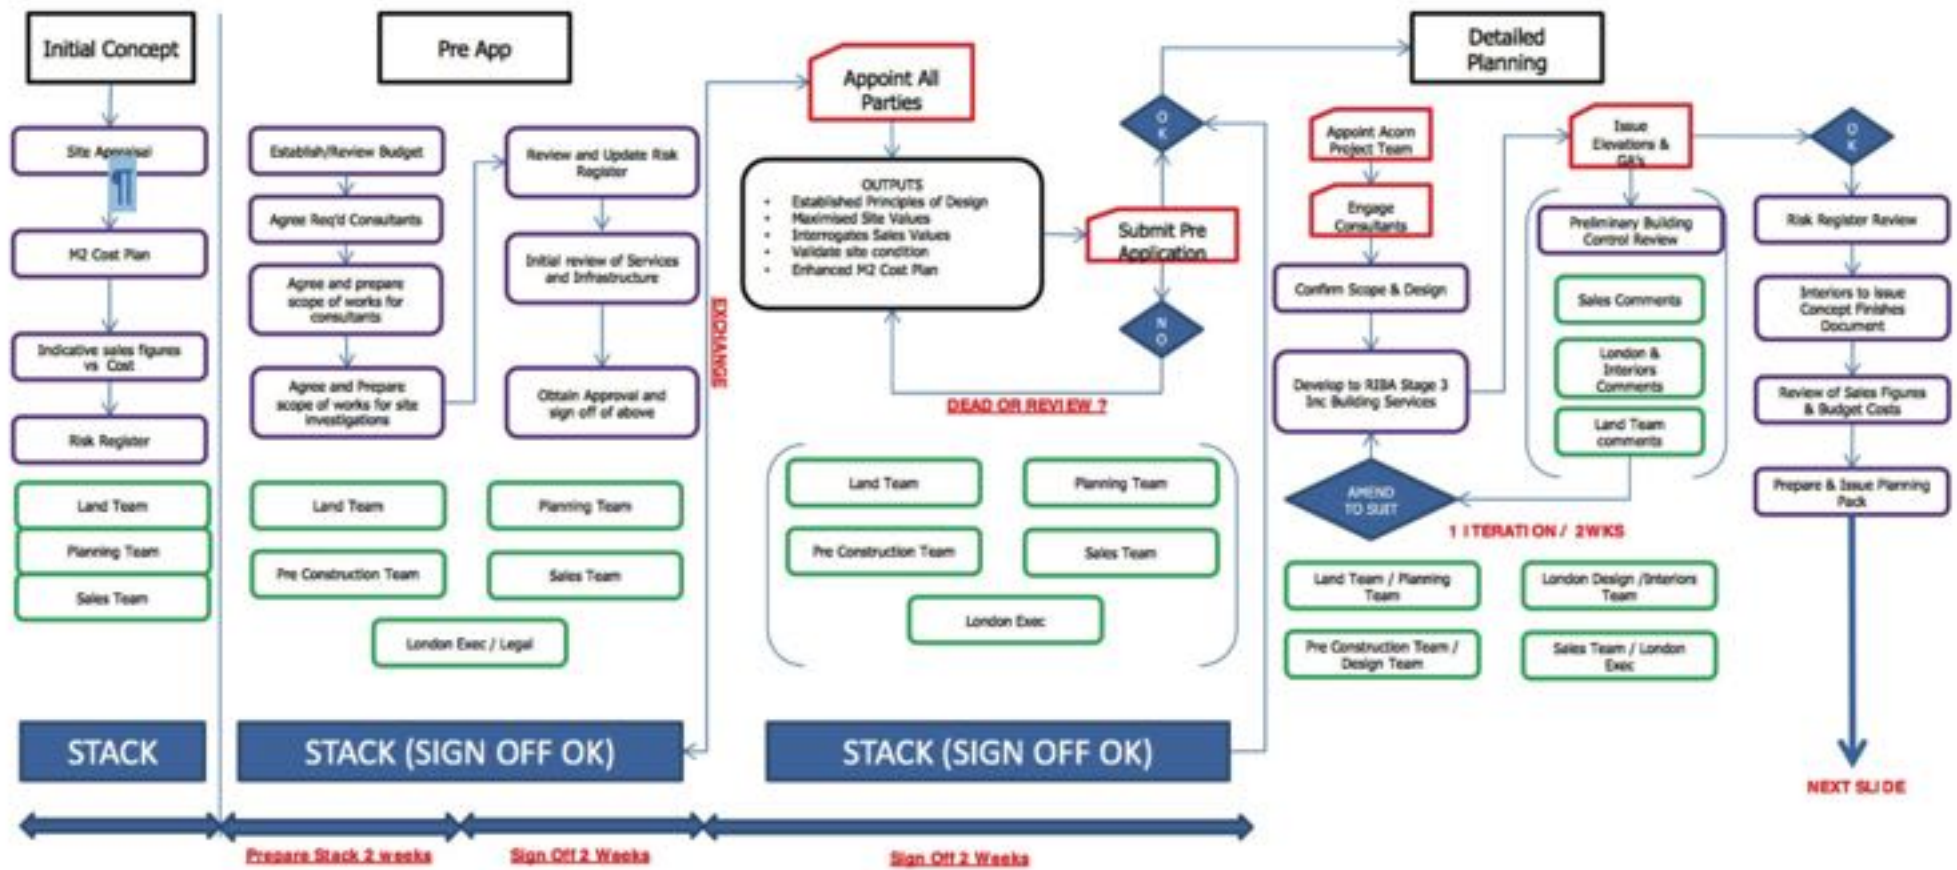 Initial Concept
Site Appraisal
¶
M2 Cost Plan
Indicative sales figures
vs Cost
Risk Register
Land Team
Planning Team
Sales Team
STACK
Pre App
Establish/Review Budget
Agree Req'd Consultants
Agree and prepare
scope of works for
consultants
Agree and Prepare
scope of works for site
investigations
Review and Update Risk
Register
Initial review of Services
and Infrastructure
Obtain Approval and
sign off of above
Land Team
Planning Team
Pre Construction Team
Sales Team
London Exec / Legal
STACK (SIGN OFF OK)
Prepare Stack 2 weeks
Sign Off 2 Weeks
EXCHANGE
Appoint All
Parties
OUTPUTS
• Established Principles of Design
• Maximised Site Values
• Interrogates Sales Values
• Validate site condition
• Enhanced M2 Cost Plan
Submit Pre
Application
OK
NO
DEAD OR REVIEW ?
Land Team
Planning Team
Pre Construction Team
Sales Team
London Exec
STACK (SIGN OFF OK)
Sign Off 2 Weeks
Detailed
Planning
Appoint Acorn
Project Team
Engage
Consultants
Confirm Scope & Design
Develop to RIBA Stage 3
Inc Building Services
AMEND
TO SUIT
1 ITERATION / 2WKS
Issue
Elevations &
GA's
Preliminary Building
Control Review
Sales Comments
London &
Interiors
Comments
Land Team
comments
Land Team / Planning
Team
London Design /Interiors
Team
Pre Construction Team /
Design Team
Sales Team / London
Exec
OK
Risk Register Review
Interiors to issue
Concept Finishes
Document
Review of Sales Figures
& Budget Costs
Prepare & Issue Planning
Pack
NEXT SLIDE